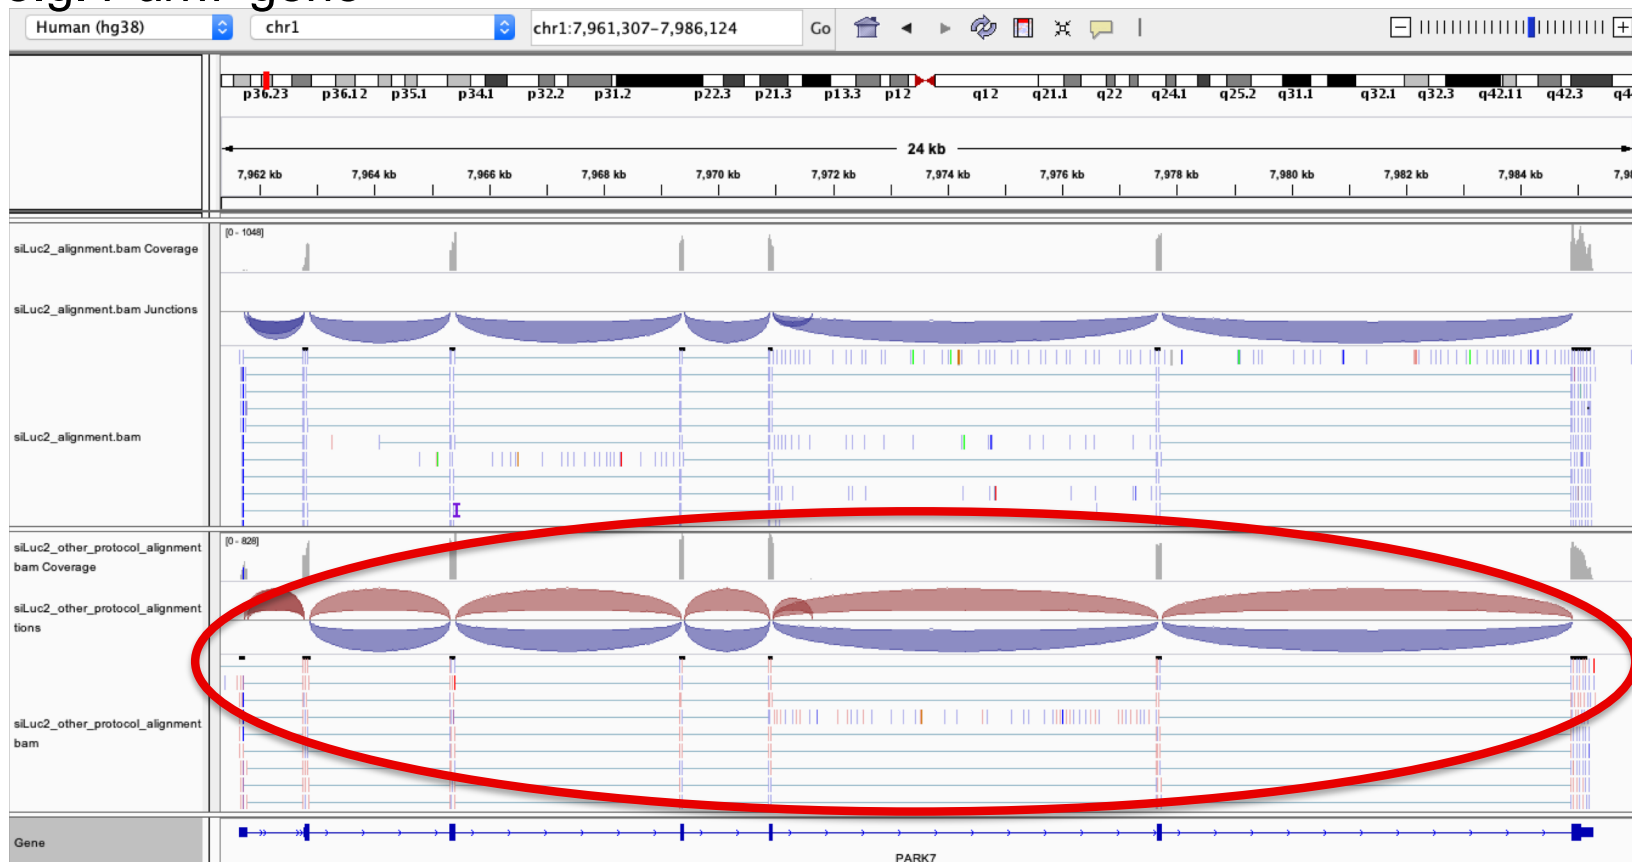 Human (hg38) chr1 chr1:7,961,307-7,986,124 Go
p36.23 p36.12 p35.1 p34.1 p32.2 p31.2 p22.3 p21.3 p13.3 p12 q12 q21.1 q22 q24.1 q25.2 q31.1 q32.1 q32.3 q42.11 q42.3
24 kb
7,962 kb 7,964 kb 7,966 kb 7,968 kb 7,970 kb 7,972 kb 7,974 kb 7,976 kb 7,978 kb 7,980 kb 7,982 kb 7,984 kb
[0 - 1048]
siLuc2_alignment.bam Coverage
siLuc2_alignment.bam Junctions
siLuc2_alignment.bam
[0 - 828]
siLuc2_other_protocol_alignment
bam Coverage
siLuc2_other_protocol_alignment
tions
siLuc2_other_protocol_alignment
bam
Gene
PARK7